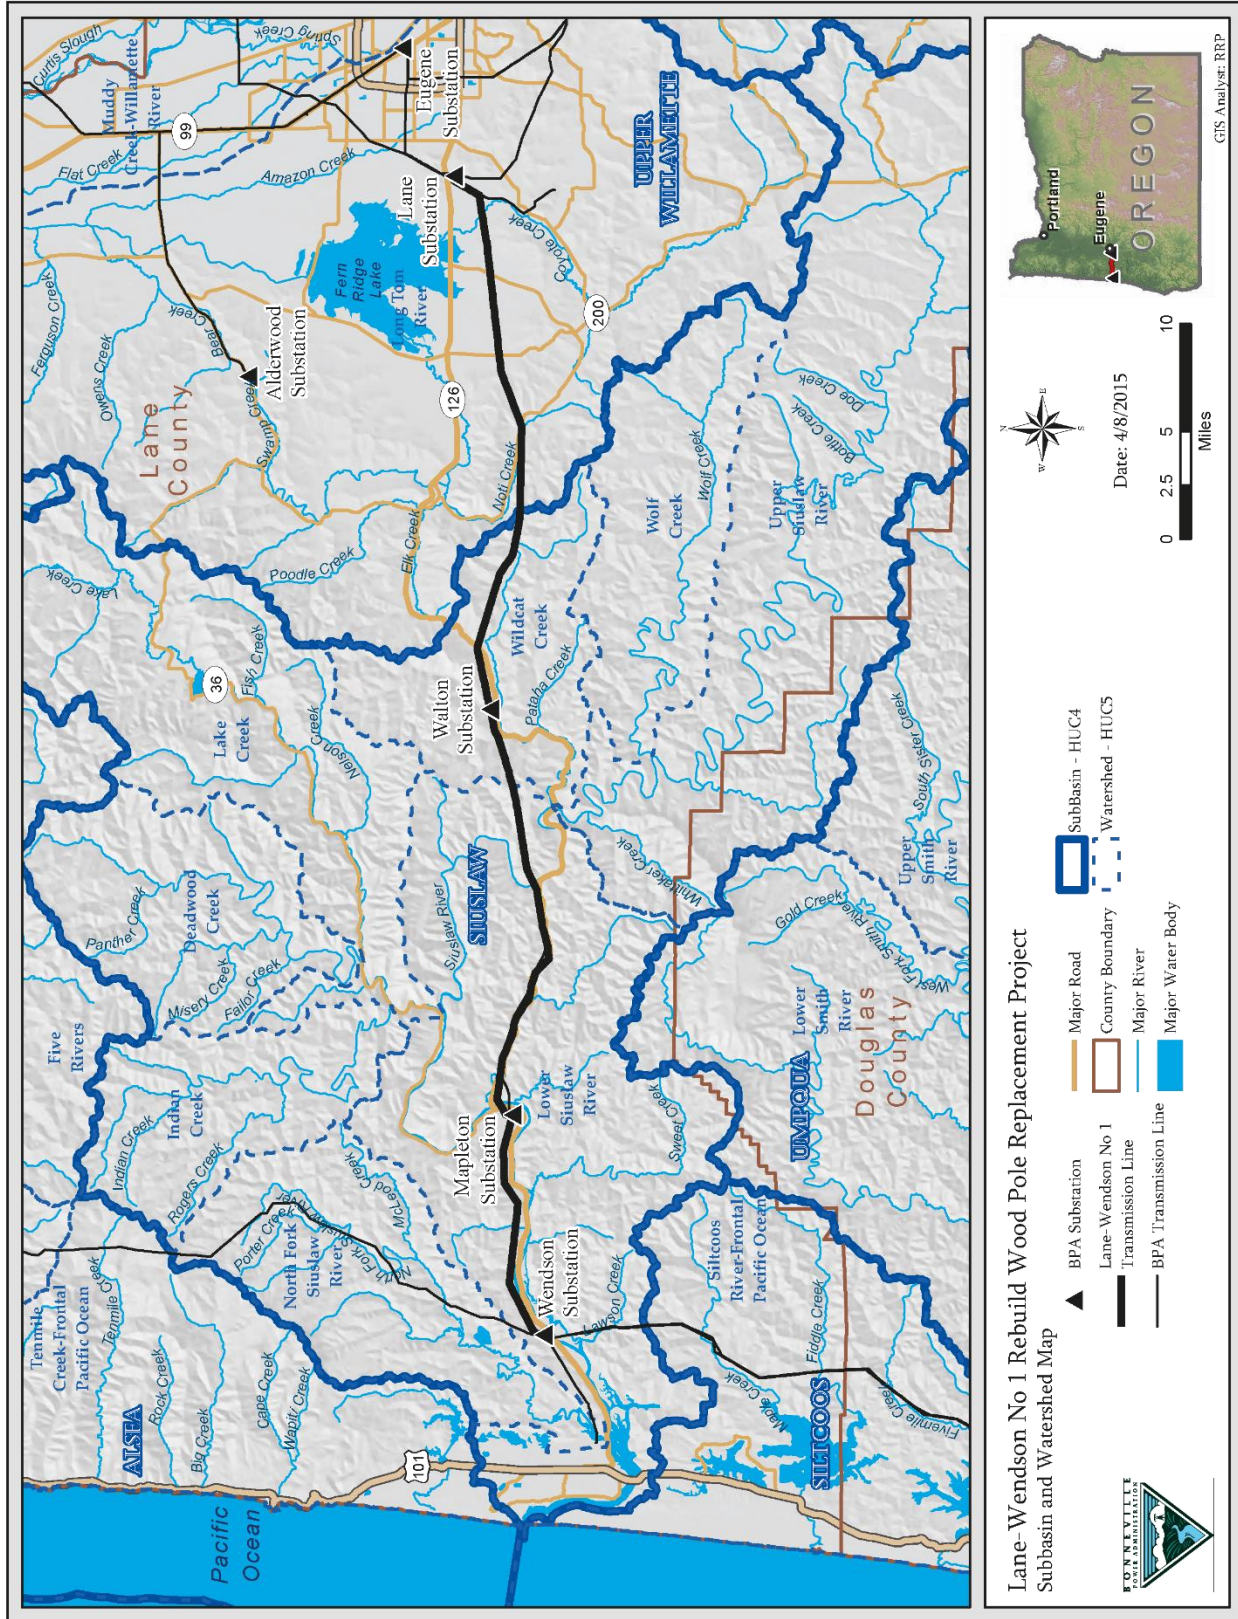 Curtis Slough
Spring Creek
Muddy
Creek-Willamette
River
99
Flat Creek
Amazon Creek
Eugene
Substation
Lane
Substation
UPPER
WILLAMETTE
Ferguson Creek
Owens Creek
Bear Creek
Alderwood
Substation
Fern
Ridge
Lake
Long Tom
River
Coyote Creek
200
Lane
County
Swamp Creek
126
Noti Creek
Elk Creek
Poodle Creek
Wolf Creek
Wolf
Creek
Doe Creek
Bottle Creek
Upper
Siuslaw
River
Lake Creek
Fish Creek
36
Lake
Creek
Nelson Creek
Walton
Substation
Wildcat
Creek
Pataha Creek
South Sister Creek
Upper
Smith
River
Panther Creek
Deadwood
Creek
Misery Creek
Failor Creek
Siuslaw River
SIUSLAW
Whittaker Creek
Gold Creek
West Fork Smith River
Five
Rivers
Indian Creek
Indian
Creek
Rogers Creek
Mapleton
Substation
Lower
Siuslaw
River
Sweet Creek
UMPQUA
Lower
Smith
River
Douglas
County
Tenmile
Creek-Frontal
Pacific Ocean
Tenmile Creek
Porter Creek
North Fork
Siuslaw
River
North Fork Siuslaw River
McLeod Creek
Wendson
Substation
Lawson Creek
Siltcoos
River-Frontal
Pacific Ocean
Fiddle Creek
Maple Creek
Fivemile Creek
SILTCOOS
ALSEA
Rock Creek
Big Creek
Cape Creek
Wapiti Creek
101
Pacific
Ocean
Lane-Wendson No 1 Rebuild Wood Pole Replacement Project
Subbasin and Watershed Map
BPA Substation
Lane-Wendson No 1
Transmission Line
BPA Transmission Line
Major Road
County Boundary
Major River
Major Water Body
SubBasin - HUC4
Watershed - HUC5
BONNEVILLE
POWER ADMINISTRATION
N
W E
S
Date: 4/8/2015
0 2.5 5 10
Miles
Portland
Eugene
OREGON
GIS Analyst: RRP